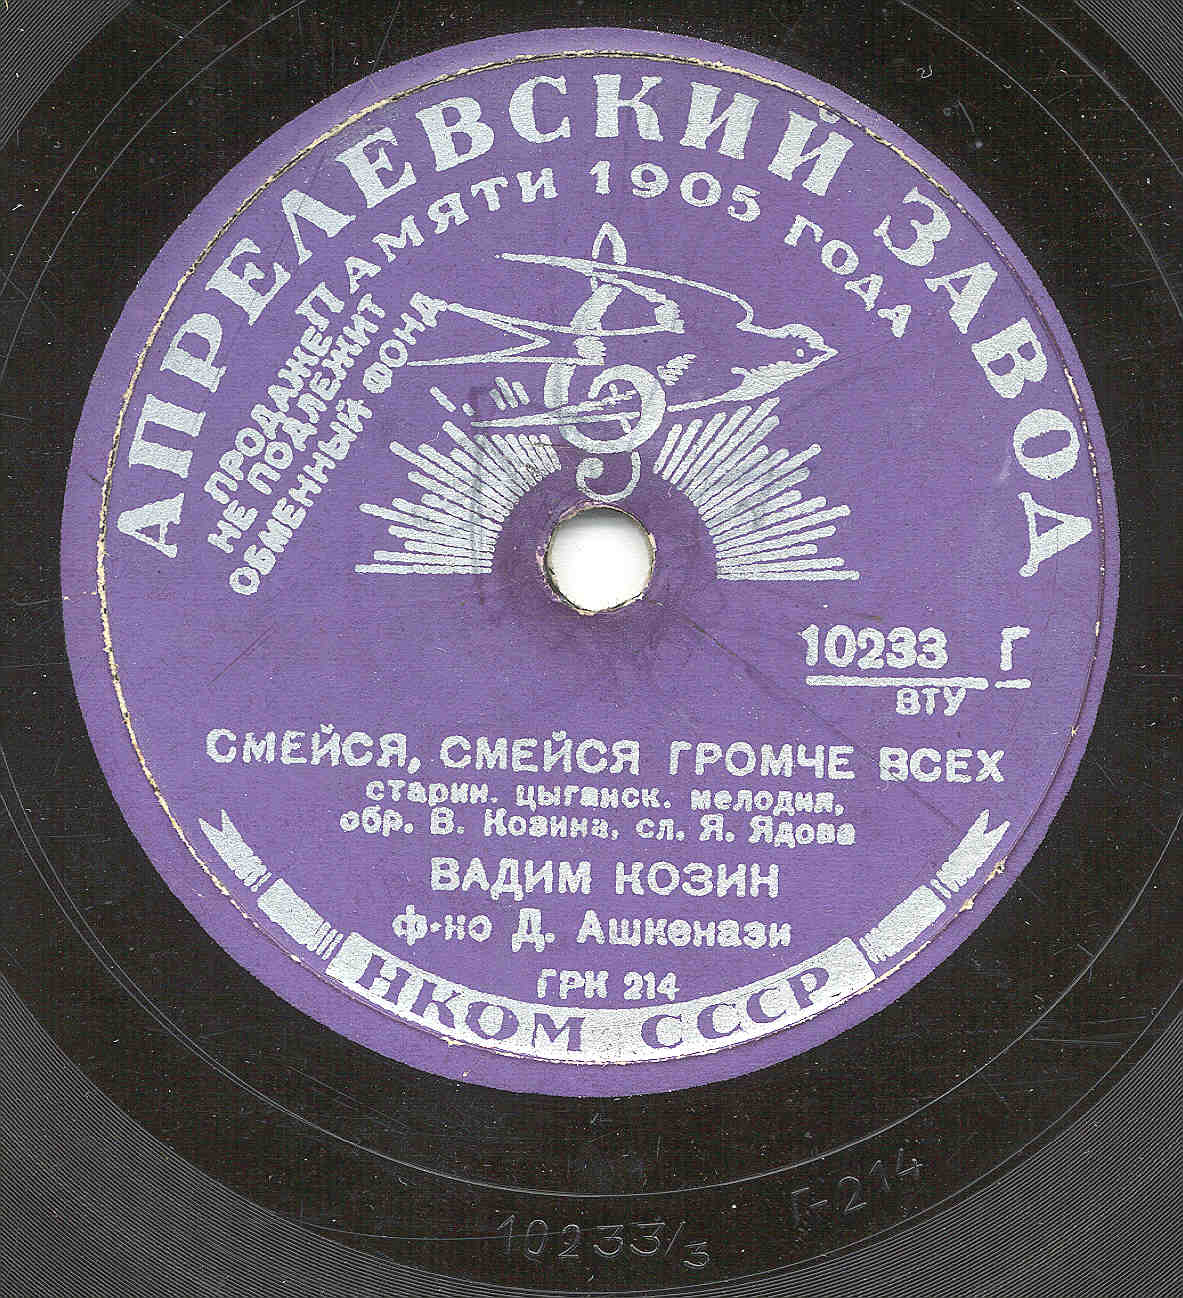 АПРЕЛЕВСКИЙ ЗАВОД
ПАМЯТИ 1905 ГОДА
ПРОДАЖЕ
НЕ ПОДЛЕЖИТ
ОБМЕННЫЙ ФОНД
10233 Г
ВТУ
СМЕЙСЯ, СМЕЙСЯ ГРОМЧЕ ВСЕХ
старин. цыганск. мелодия,
обр. В. Козина, сл. Я. Ядова
ВАДИМ КОЗИН
ф-но Д. Ашкенази
ГРК 214
НКОМ СССР
10233/3
Г-214